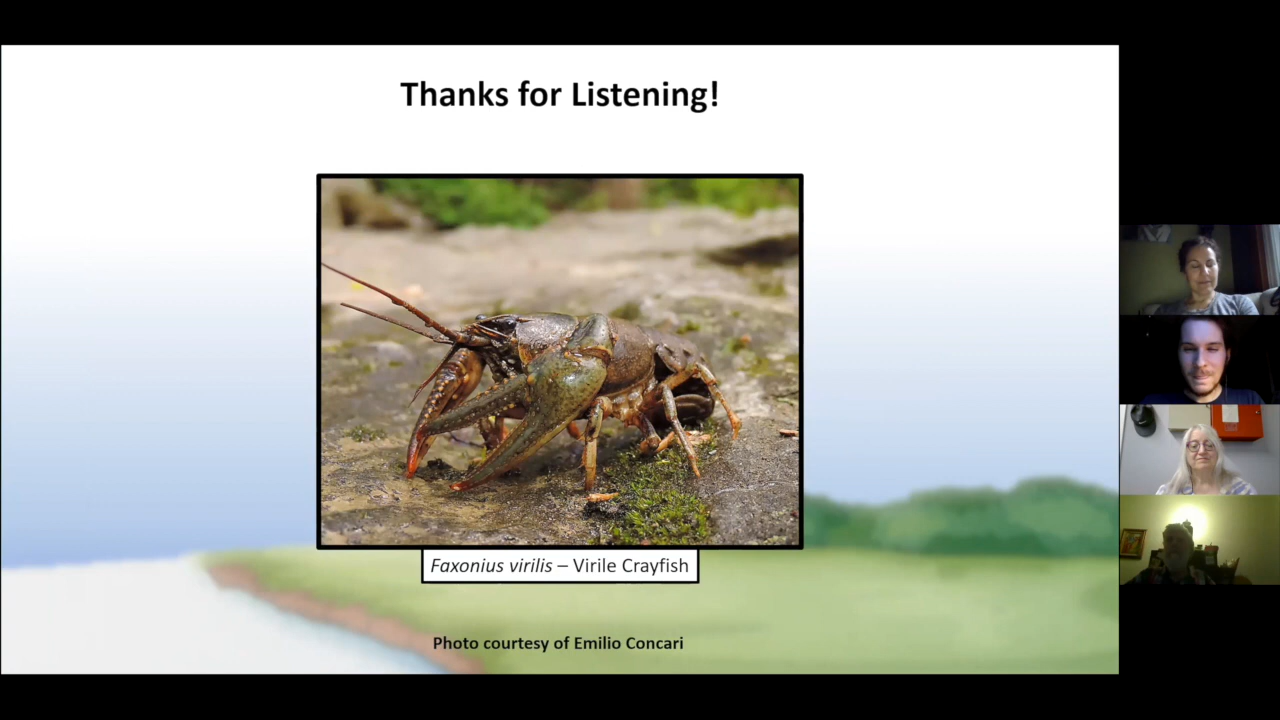 Thanks for Listening!
Faxonius virilis – Virile Crayfish
Photo courtesy of Emilio Concari